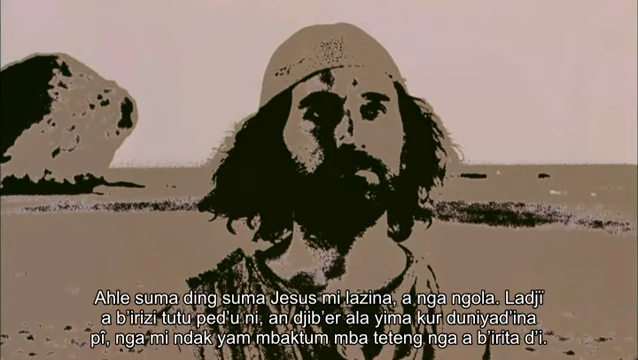 Ahle suma ding suma Jesus mi lazina, a nga ngola. Ladjï
a b'irizi tutu ped'u ni, an djib'er ala yima kur duniyad'ina
pî, nga mi ndak yam mbaktum mba teteng nga a b'irita d'i.